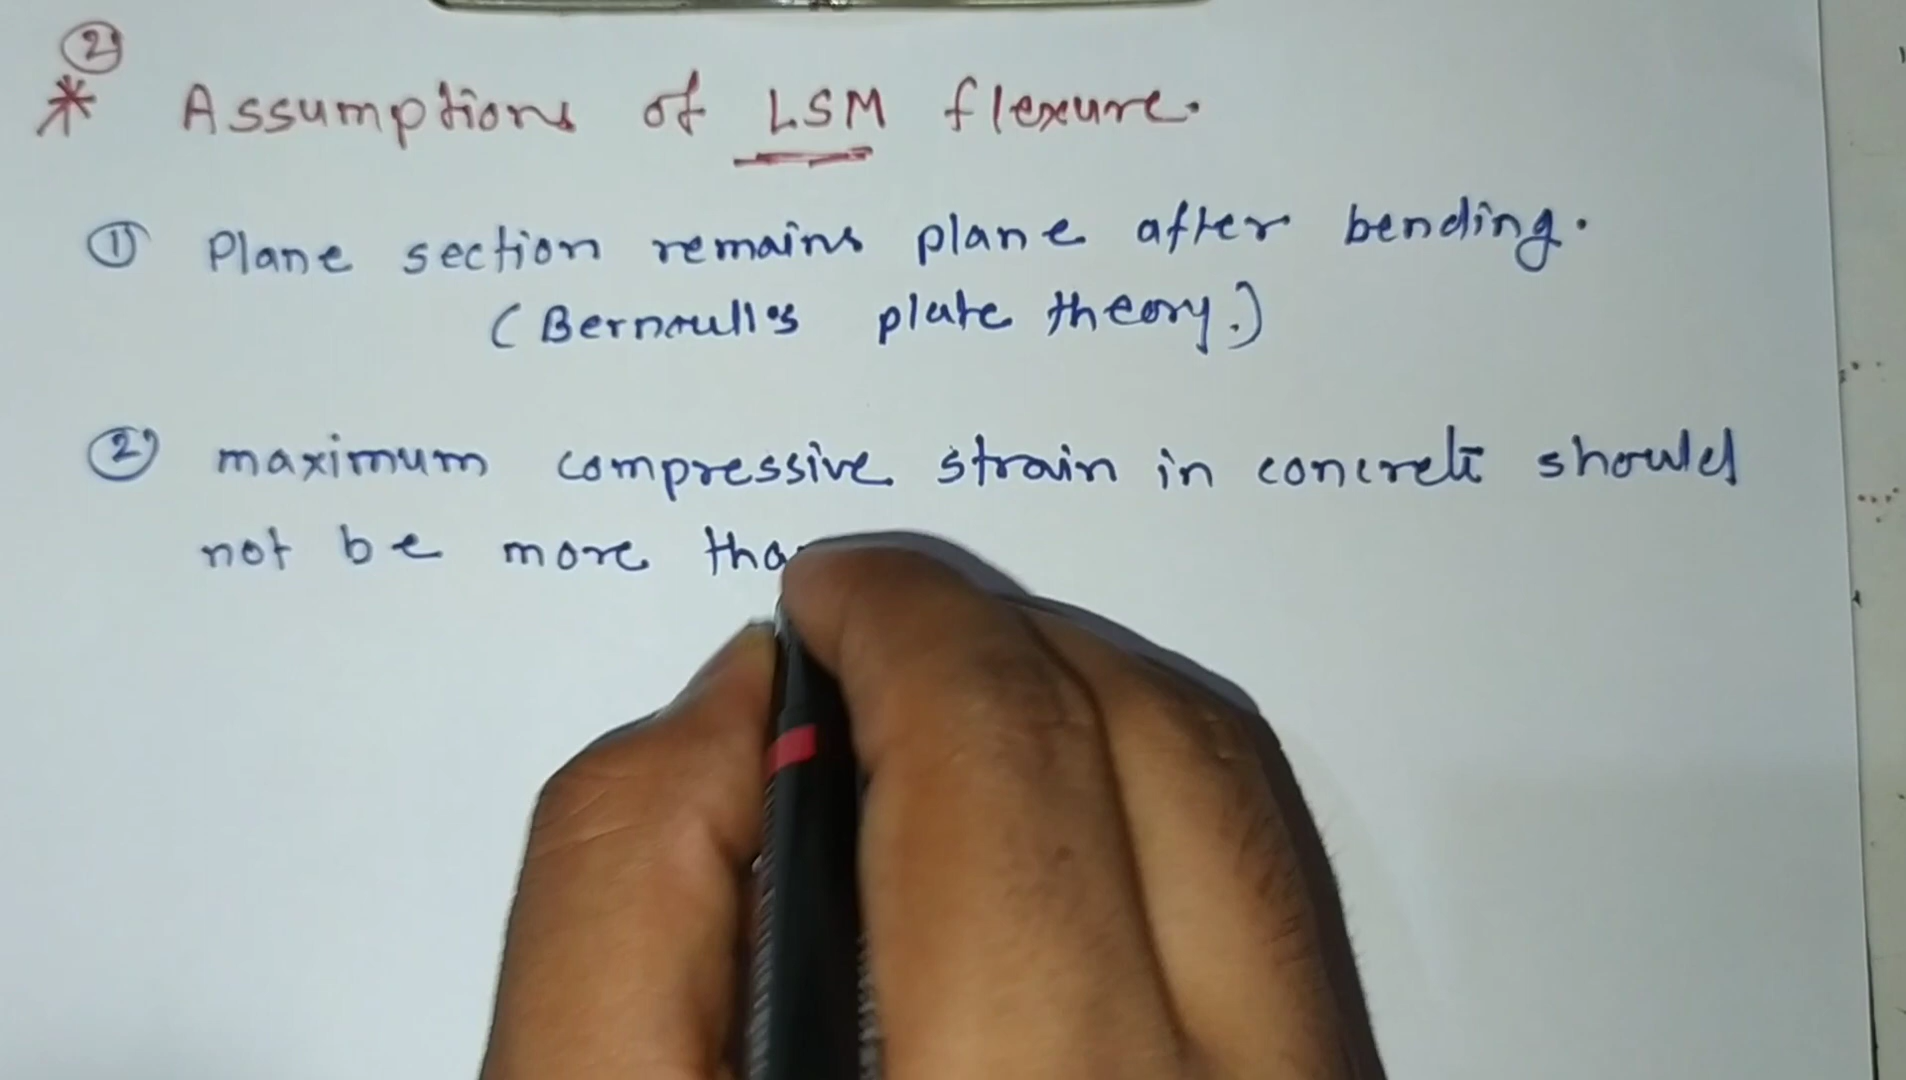 ②
* Assumptions of LSM flexure.
① Plane section remains plane after bending.
(Bernoulli's plate theory.)
② maximum compressive strain in concrete should
not be more tha